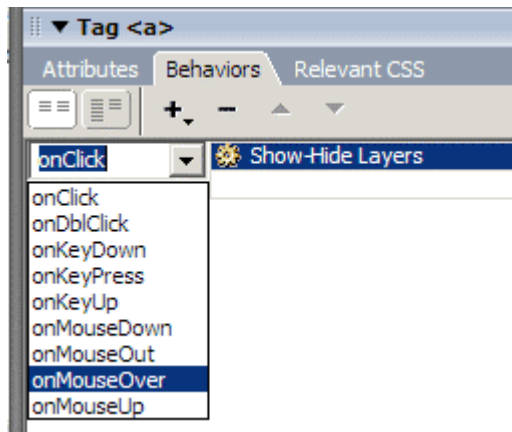 Tag <a>
Attributes Behaviors Relevant CSS
onClick Show-Hide Layers
onClick
onDblClick
onKeyDown
onKeyPress
onKeyUp
onMouseDown
onMouseOut
onMouseOver
onMouseUp